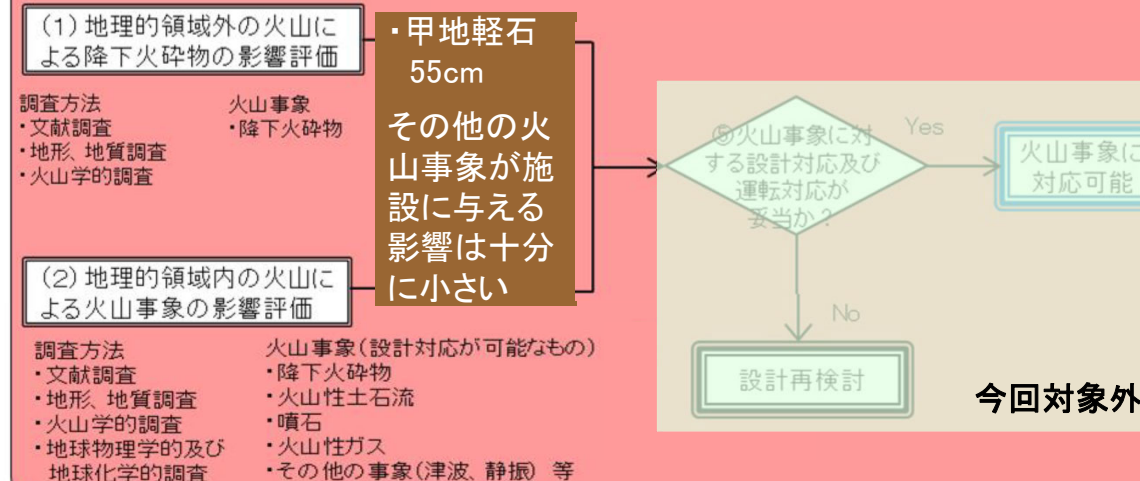 (1)地理的領域外の火山に
よる降下火砕物の影響評価
調査方法
・文献調査
・地形、地質調査
・火山学的調査
火山事象
・降下火砕物
・甲地軽石
55cm
その他の火
山事象が施
設に与える
影響は十分
に小さい
(2)地理的領域内の火山に
よる火山事象の影響評価
調査方法
・文献調査
・地形、地質調査
・火山学的調査
・地球物理学的及び
地球化学的調査
火山事象(設計対応が可能なもの)
・降下火砕物
・火山性土石流
・噴石
・火山性ガス
・その他の事象(津波、静振) 等
⑤火山事象に対
する設計対応及び
運転対応が
妥当か?
Yes
火山事象に
対応可能
No
設計再検討
今回対象外